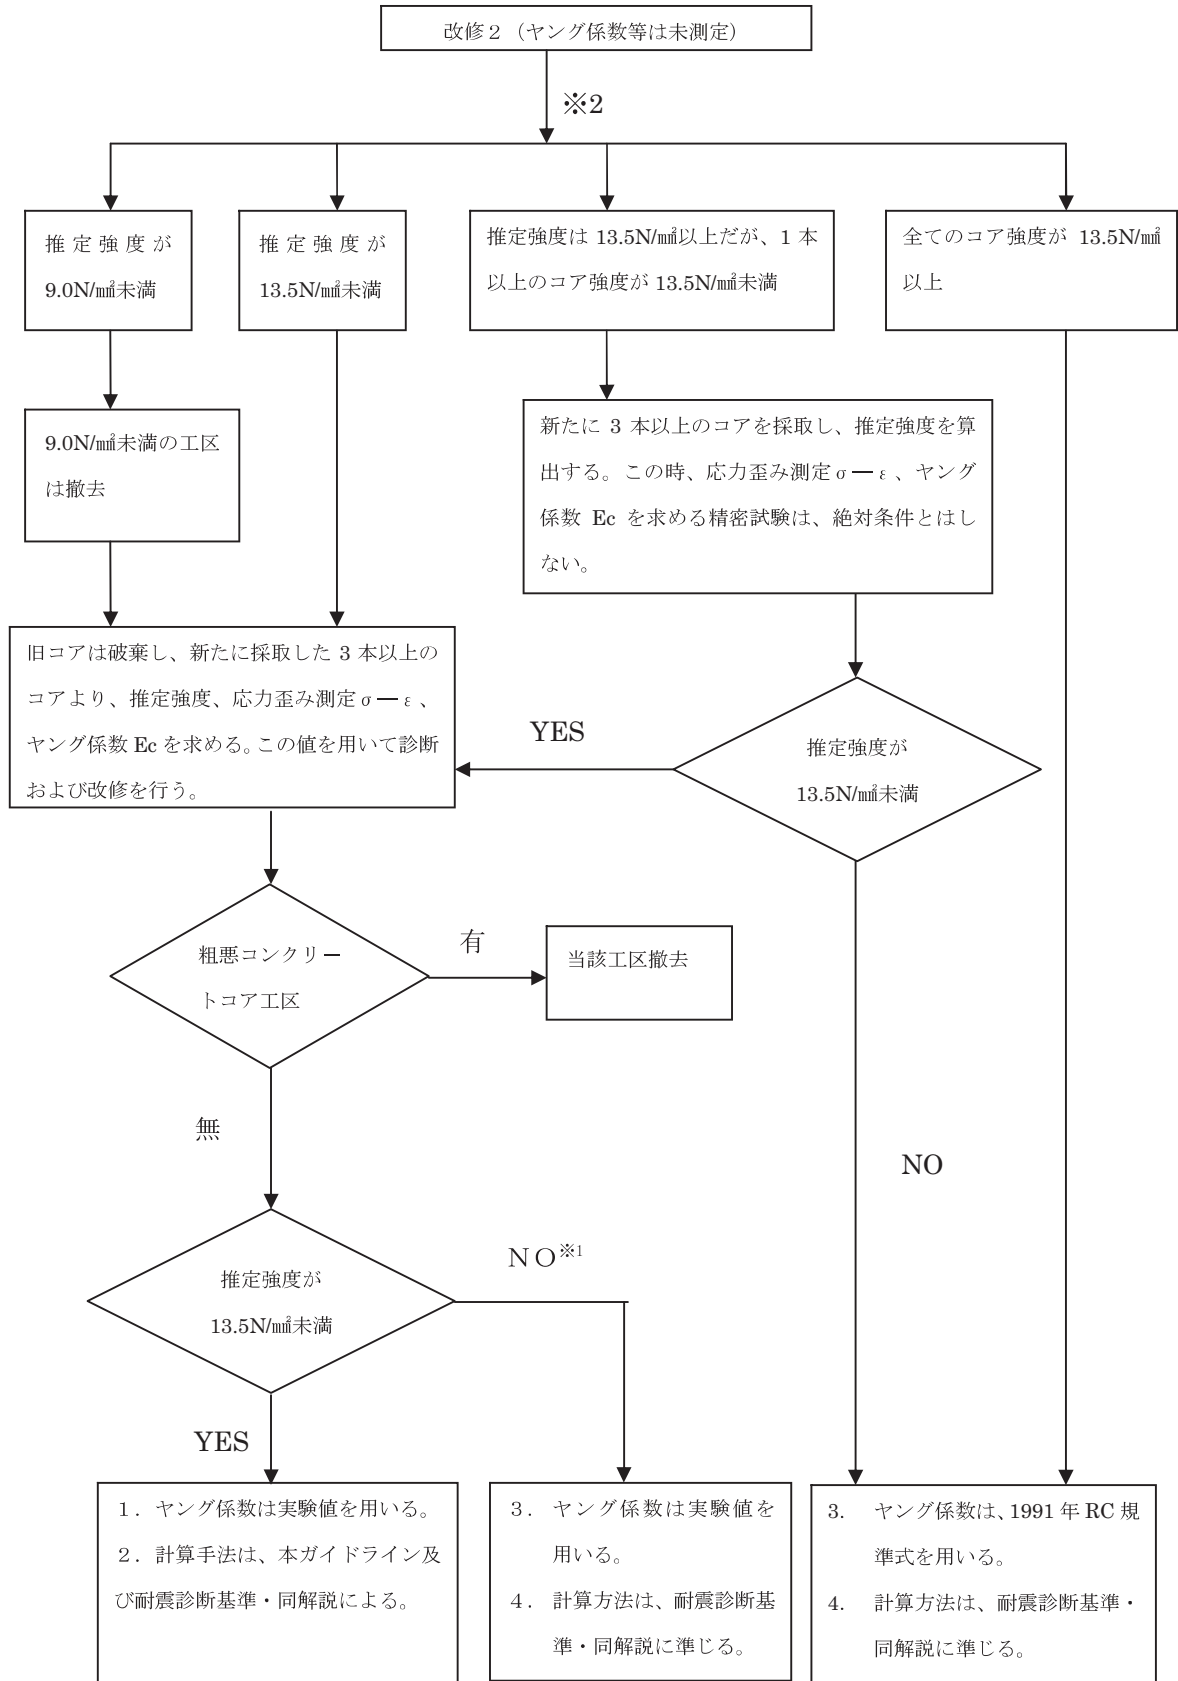 改修２（ヤング係数等は未測定）
※2
推定強度が
9.0N/㎟未満
推定強度が
13.5N/㎟未満
推定強度は 13.5N/㎟以上だが、1 本
以上のコア強度が 13.5N/㎟未満
全てのコア強度が 13.5N/㎟
以上
9.0N/㎟未満の工区
は撤去
新たに 3 本以上のコアを採取し、推定強度を算
出する。この時、応力歪み測定σ―ε、ヤング
係数 Ec を求める精密試験は、絶対条件とはし
ない。
旧コアは破棄し、新たに採取した 3 本以上の
コアより、推定強度、応力歪み測定σ―ε、
ヤング係数 Ec を求める。この値を用いて診断
および改修を行う。
YES
推定強度が
13.5N/㎟未満
粗悪コンクリー
トコア工区
有
当該工区撤去
無
NO
推定強度が
13.5N/㎟未満
ＮＯ※1
YES
１．ヤング係数は実験値を用いる。
２．計算手法は、本ガイドライン及
び耐震診断基準・同解説による。
３． ヤング係数は実験値を
用いる。
４． 計算方法は、耐震診断基
準・同解説に準じる。
3. ヤング係数は、1991 年 RC 規
準式を用いる。
4. 計算方法は、耐震診断基準・
同解説に準じる。